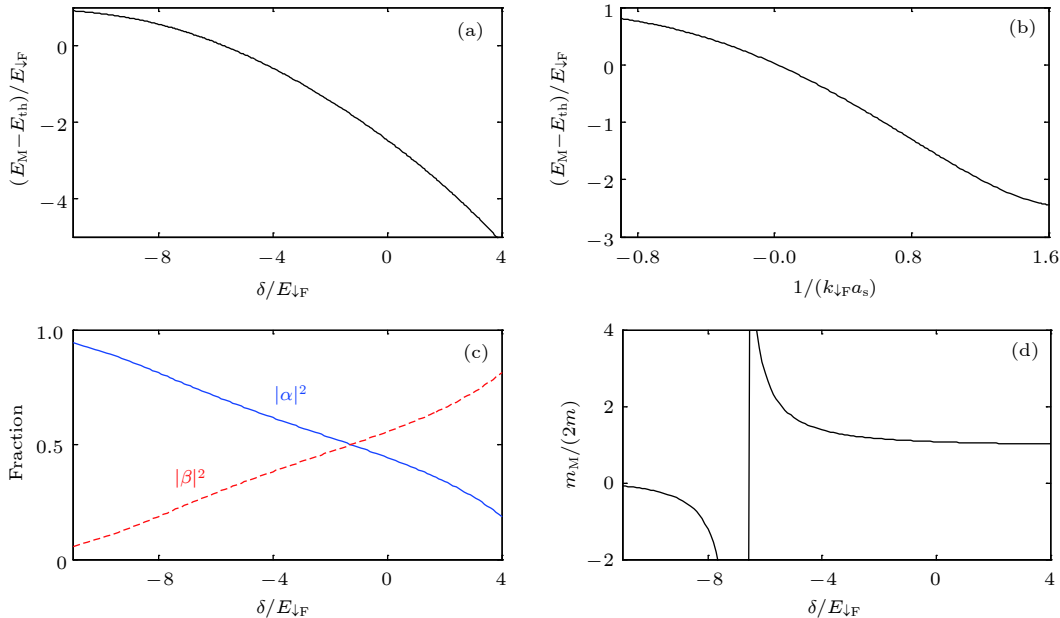 (a)
(E_M−E_th)/E_↓F
0
−2
−4
−8
−4
0
4
δ/E_↓F
(b)
(E_M−E_th)/E_↓F
1
0
−1
−2
−3
−0.8
−0.0
0.8
1.6
1/(k_↓F a_s)
(c)
Fraction
1.0
0.5
0
|α|²
|β|²
−8
−4
0
4
δ/E_↓F
(d)
m_M/(2m)
4
2
0
−2
−8
−4
0
4
δ/E_↓F